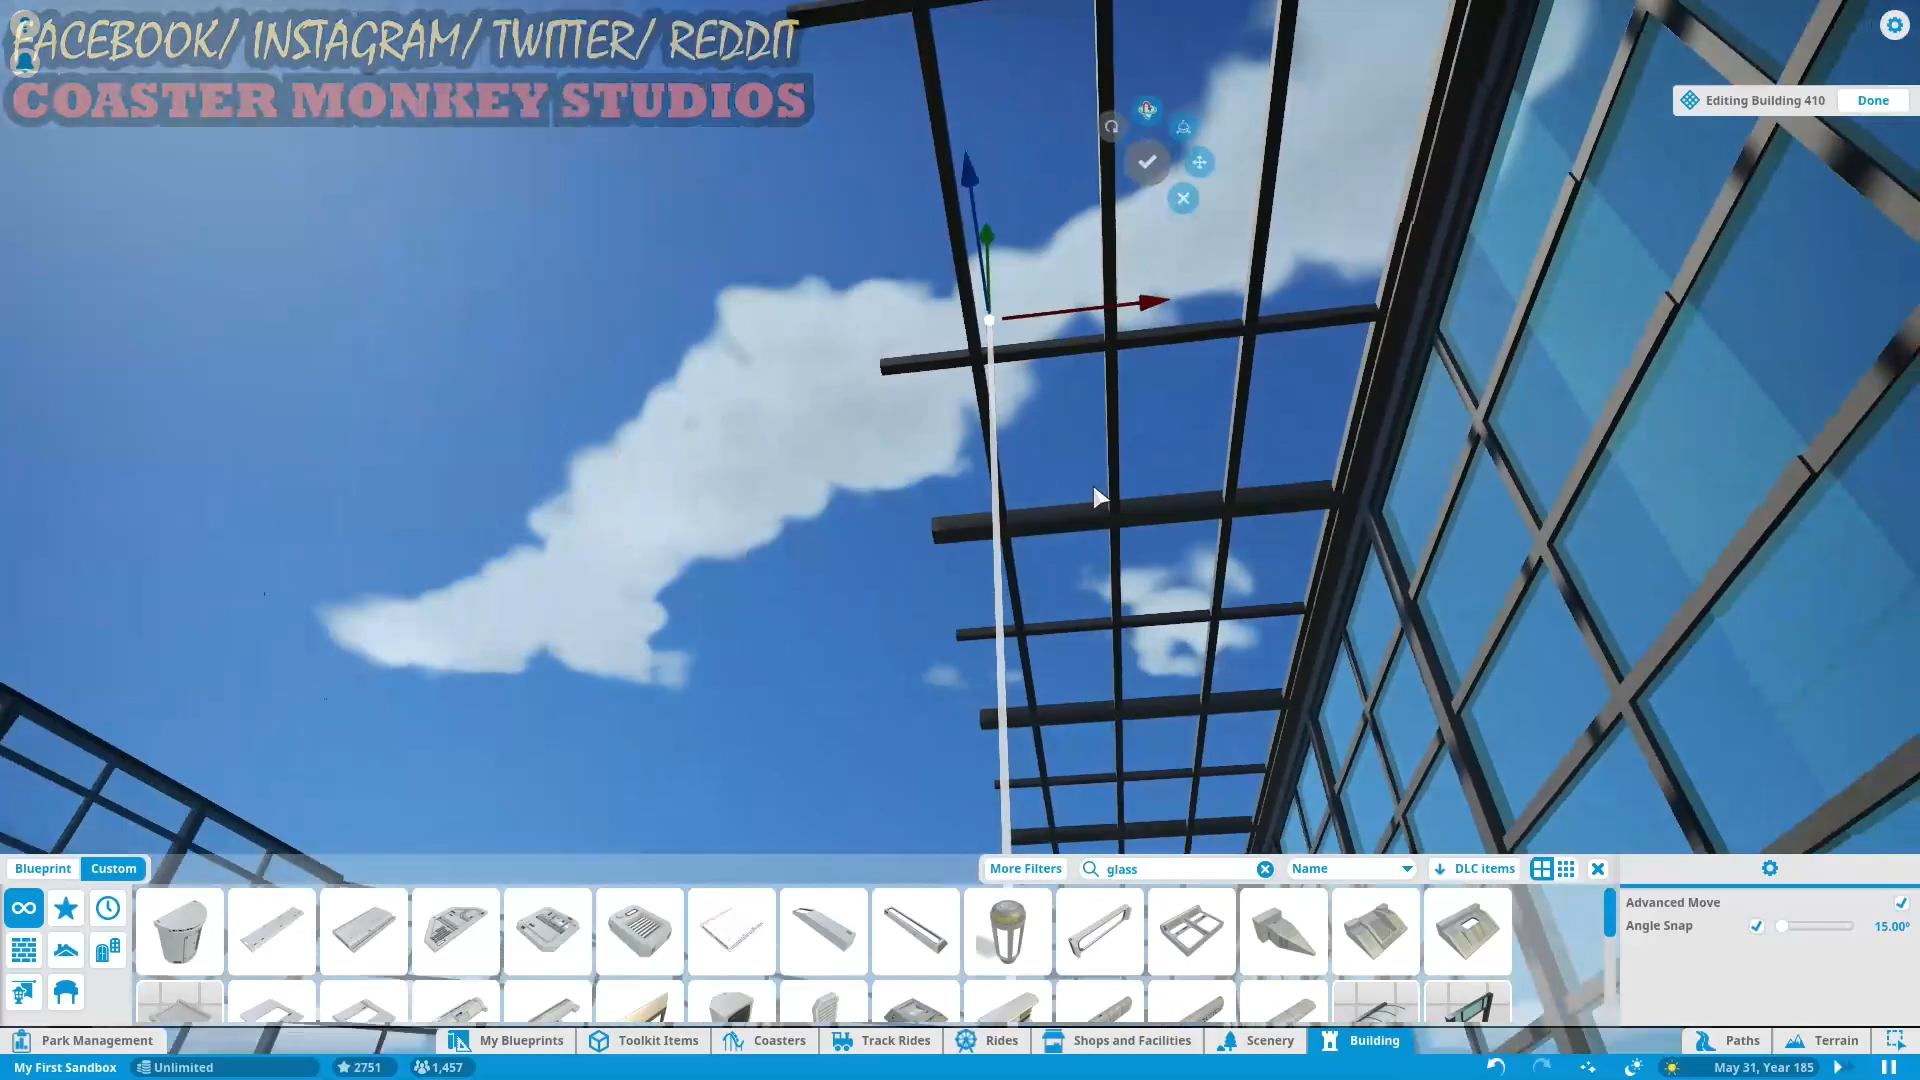 FACEBOOK/ INSTAGRAM/ TWITTER/ REDDIT
COASTER MONKEY STUDIOS
Editing Building 410
Done
Blueprint
Custom
More Filters
glass
Name
DLC items
Advanced Move
Angle Snap
15.00°
Park Management
My Blueprints
Toolkit Items
Coasters
Track Rides
Rides
Shops and Facilities
Scenery
Building
Paths
Terrain
My First Sandbox
Unlimited
2751
1,457
May 31, Year 185